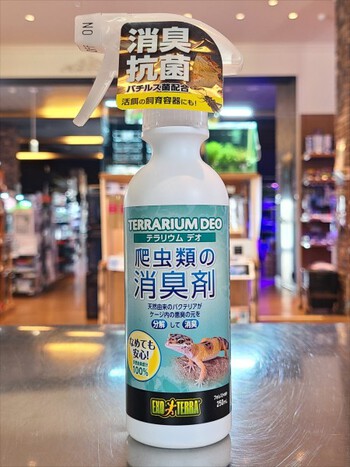 消臭
抗菌
バチルス菌配合
活餌の飼育容器にも!
TERRARIUM DEO
テラリウム デオ
爬虫類の
消臭剤
天然由来のバクテリアが
ケージ内の悪臭の元を
分解 して 消臭
なめても
安心!
100%
EXO TERRA
250mL